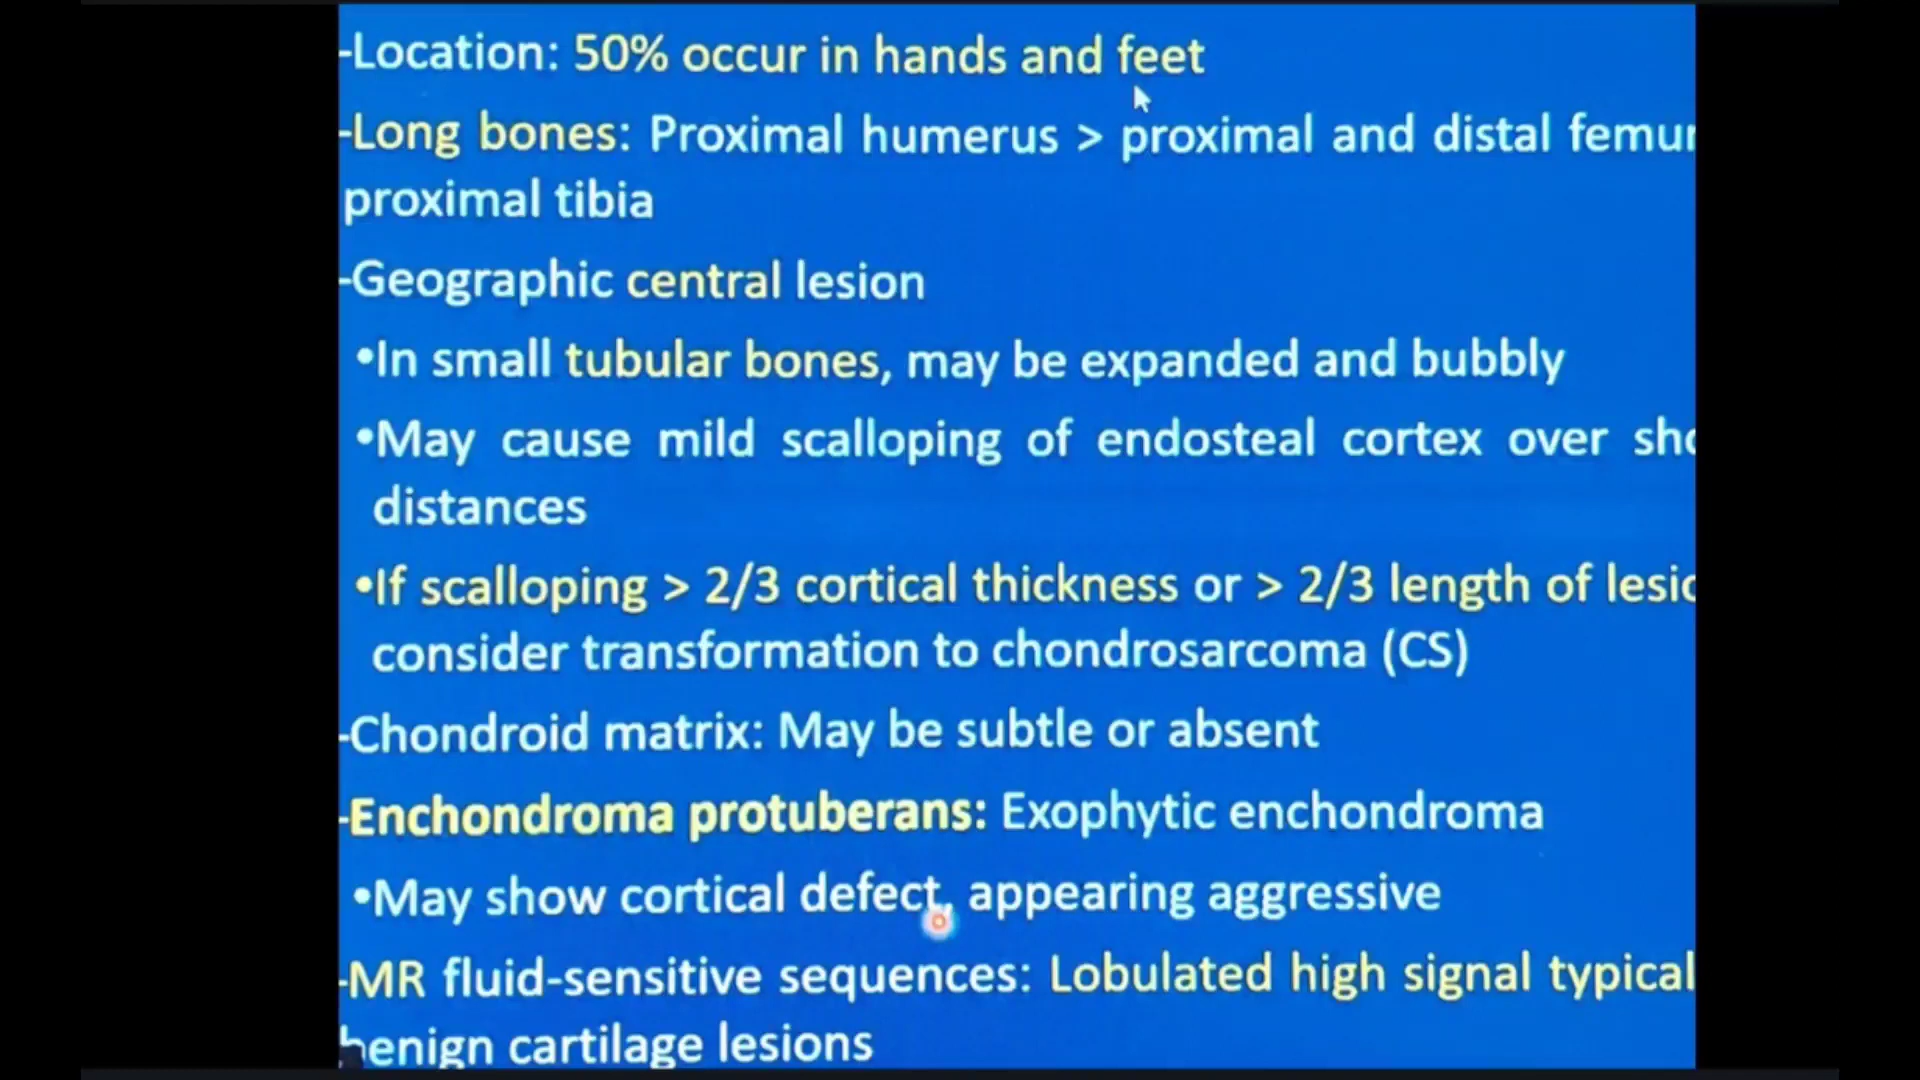 -Location: 50% occur in hands and feet
-Long bones: Proximal humerus > proximal and distal femur
proximal tibia
-Geographic central lesion
•In small tubular bones, may be expanded and bubbly
•May cause mild scalloping of endosteal cortex over
distances
•If scalloping > 2/3 cortical thickness or > 2/3 length of
consider transformation to chondrosarcoma (CS)
-Chondroid matrix: May be subtle or absent
-Enchondroma protuberans: Exophytic enchondroma
•May show cortical defect, appearing aggressive
-MR fluid-sensitive sequences: Lobulated high signal typical
benign cartilage lesions